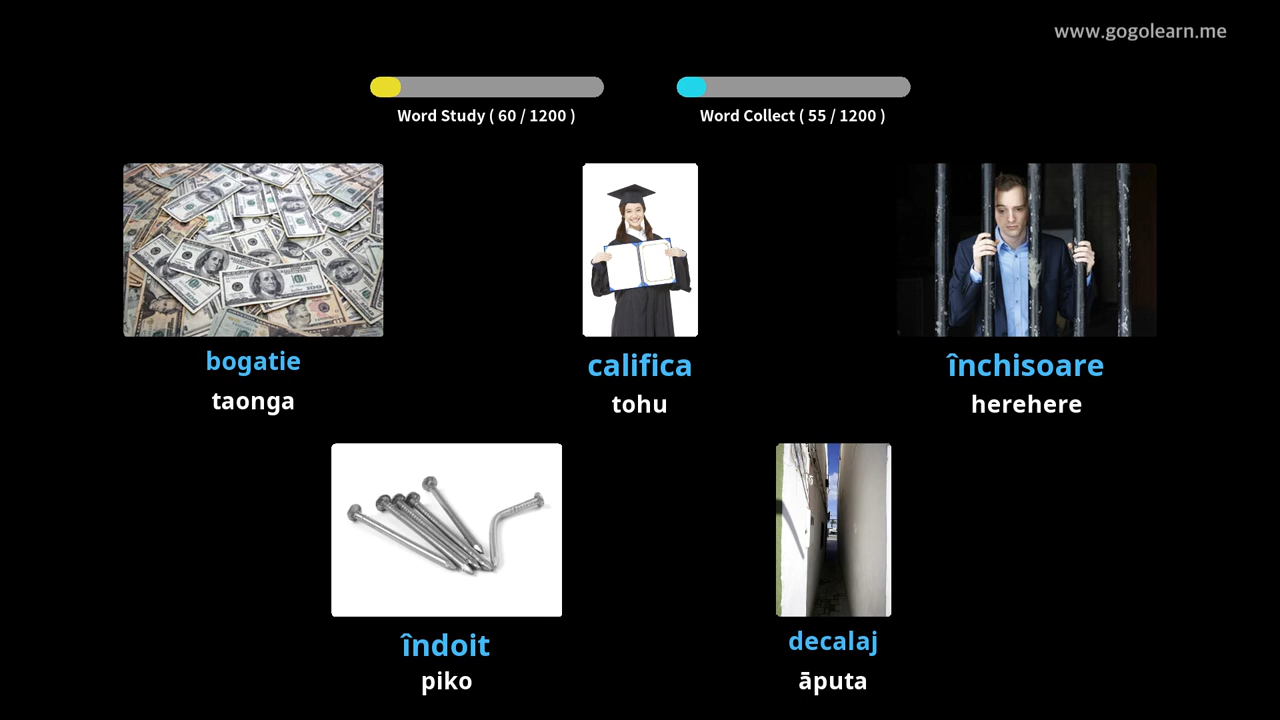 www.gogolearn.me
Word Study ( 60 / 1200 )
Word Collect ( 55 / 1200 )
bogatie
taonga
califica
tohu
închisoare
herehere
îndoit
piko
decalaj
āputa